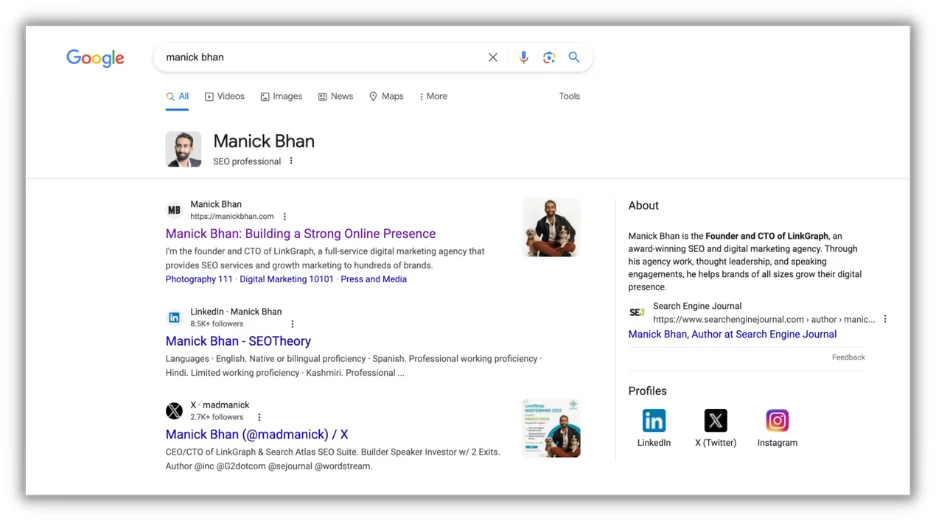 Google
manick bhan
All Videos Images News Maps More Tools
Manick Bhan
SEO professional
MB
Manick Bhan
https://manickbhan.com
Manick Bhan: Building a Strong Online Presence
I'm the founder and CTO of LinkGraph, a full-service digital marketing agency that
provides SEO services and growth marketing to hundreds of brands.
Photography 111 · Digital Marketing 10101 · Press and Media
in
LinkedIn · Manick Bhan
8.5K+ followers
Manick Bhan - SEOTheory
Languages · English. Native or bilingual proficiency · Spanish. Professional working proficiency ·
Hindi. Limited working proficiency · Kashmiri. Professional ...
X · madmanick
2.7K+ followers
Manick Bhan (@madmanick) / X
CEO/CTO of LinkGraph & Search Atlas SEO Suite. Builder Speaker Investor w/ 2 Exits.
Author @inc @G2dotcom @sejournal @wordstream.
About
Manick Bhan is the Founder and CTO of LinkGraph, an
award-winning SEO and digital marketing agency. Through
his agency work, thought leadership, and speaking
engagements, he helps brands of all sizes grow their digital
presence.
SEJ
Search Engine Journal
https://www.searchenginejournal.com › author › manic...
Manick Bhan, Author at Search Engine Journal
Feedback
Profiles
in
LinkedIn X (Twitter) Instagram